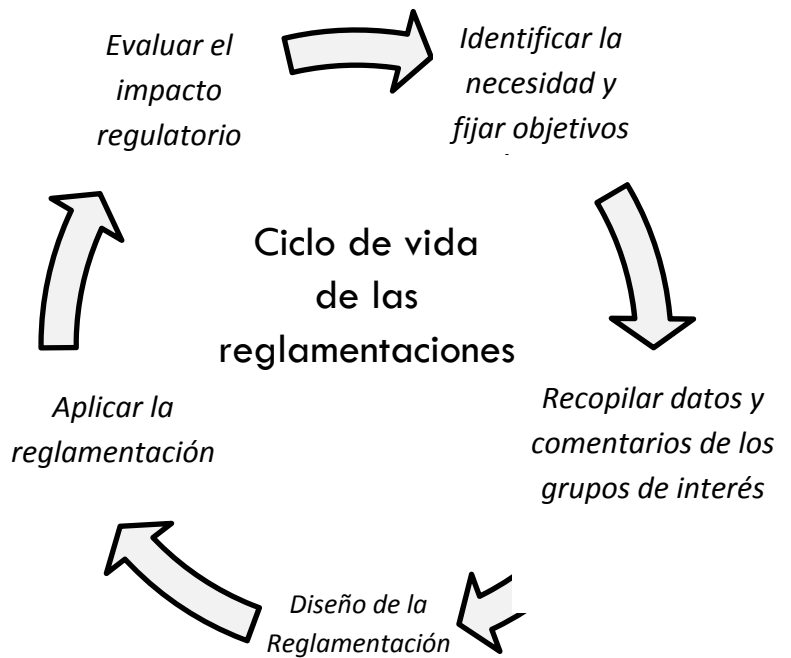 Evaluar el
impacto
regulatorio
Identificar la
necesidad y
fijar objetivos
Ciclo de vida
de las
reglamentaciones
Recopilar datos y
comentarios de los
grupos de interés
Diseño de la
Reglamentación
Aplicar la
reglamentación